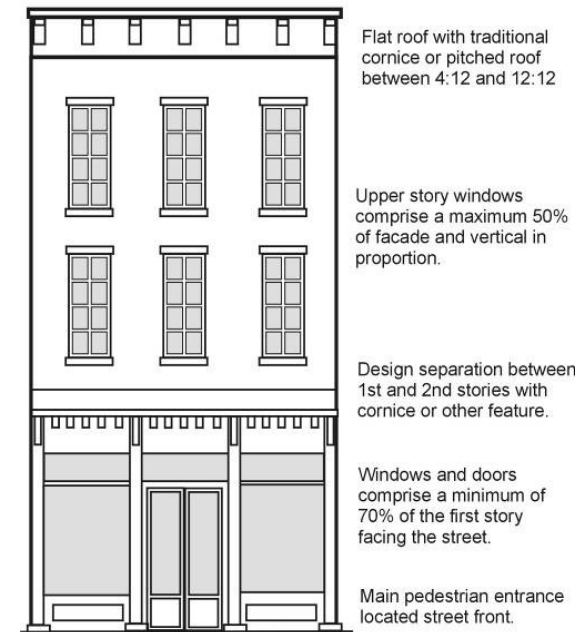 Flat roof with traditional
cornice or pitched roof
between 4:12 and 12:12
Upper story windows
comprise a maximum 50%
of facade and vertical in
proportion.
Design separation between
1st and 2nd stories with
cornice or other feature.
Windows and doors
comprise a minimum of
70% of the first story
facing the street.
Main pedestrian entrance
located street front.